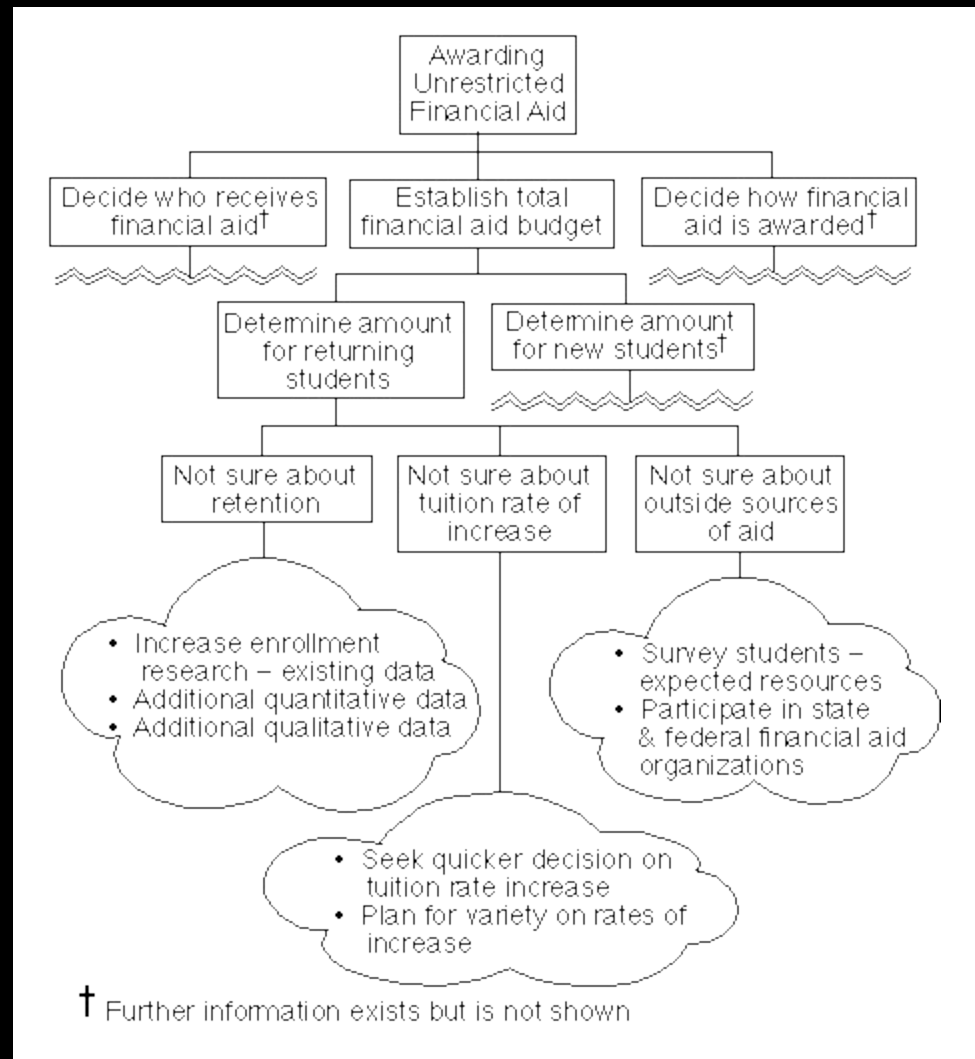 Awarding
Unrestricted
Financial Aid
Decide who receives
financial aid†
Establish total
financial aid budget
Decide how financial
aid is awarded†
Determine amount
for returning
students
Determine amount
for new students†
Not sure about
retention
Not sure about
tuition rate of
increase
Not sure about
outside sources
of aid
• Increase enrollment
research – existing data
• Additional quantitative data
• Additional qualitative data
• Survey students –
expected resources
• Participate in state
& federal financial aid
organizations
• Seek quicker decision on
tuition rate increase
• Plan for variety on rates of
increase
† Further information exists but is not shown